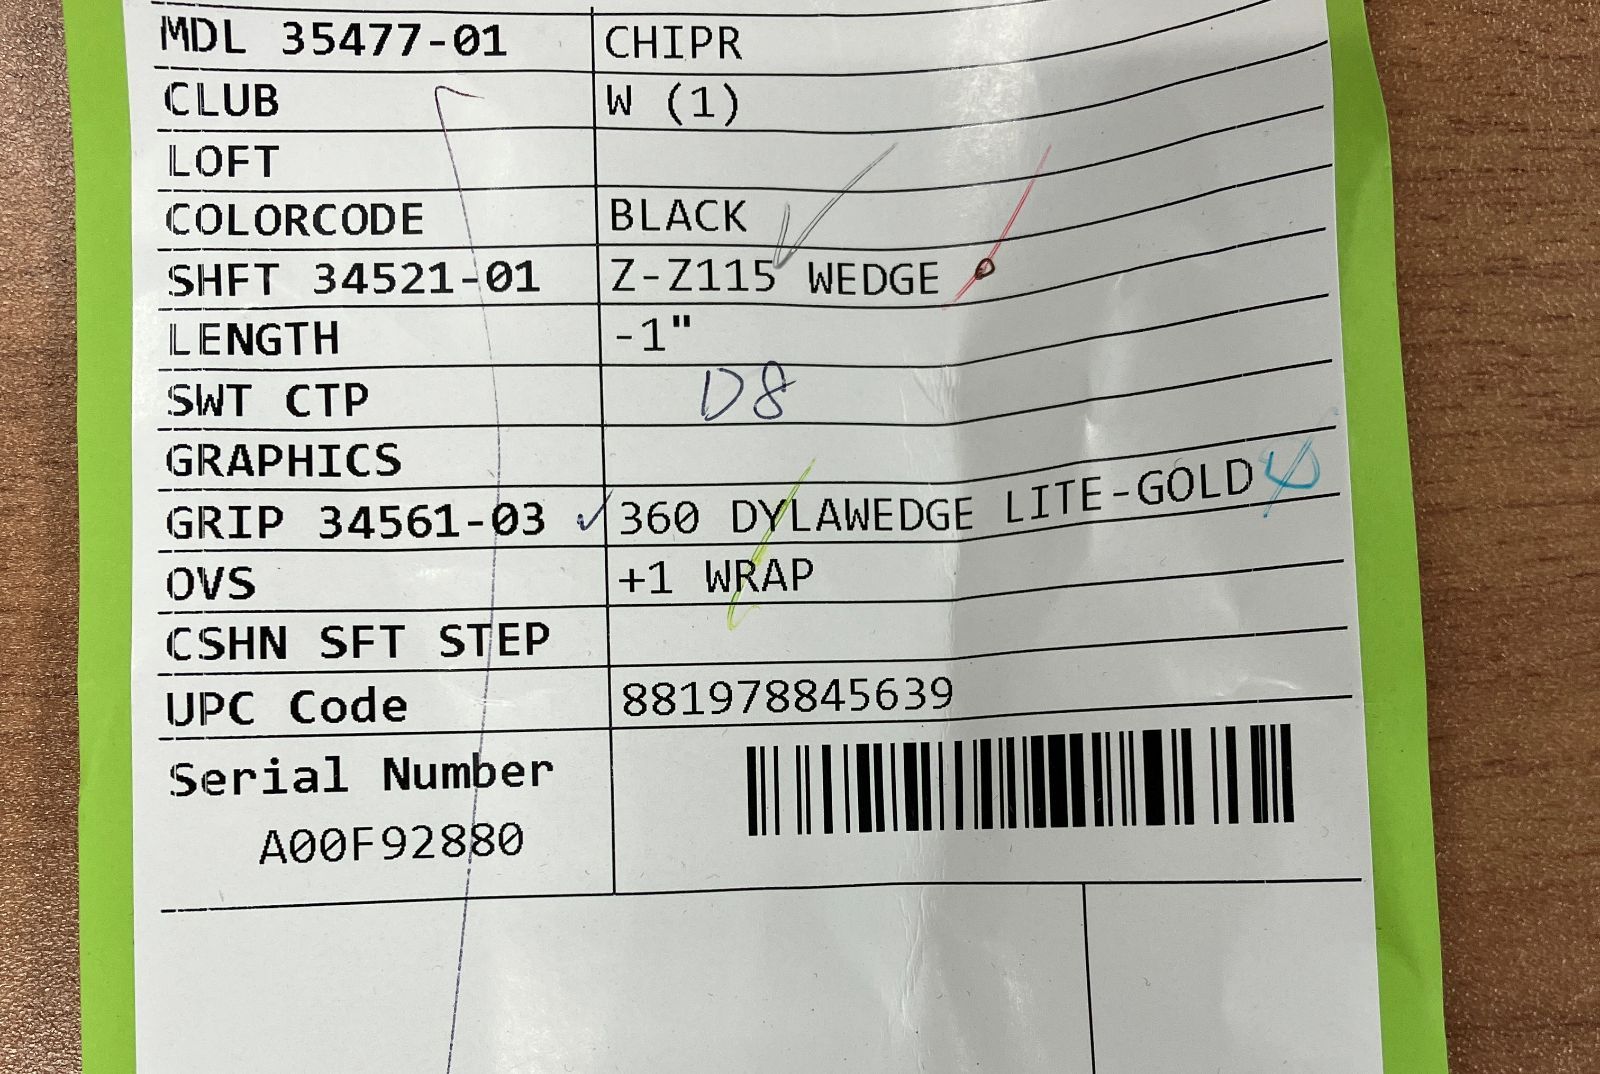 MDL 35477-01 CHIPR
CLUB W (1)
LOFT
COLORCODE BLACK
SHFT 34521-01 Z-Z115 WEDGE
LENGTH -1"
SWT CTP D8
GRAPHICS
GRIP 34561-03 360 DYLAWEDGE LITE-GOLD
OVS +1 WRAP
CSHN SFT STEP
UPC Code 881978845639
Serial Number
A00F92880